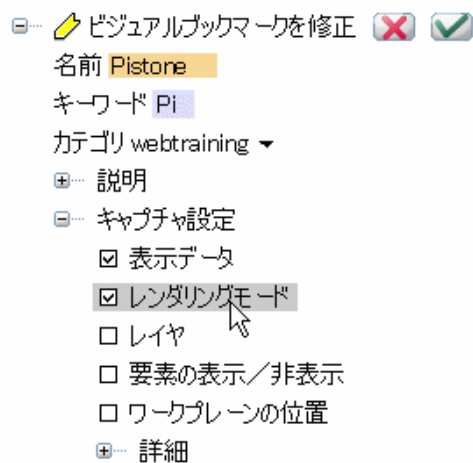 ビジュアルブックマークを修正
名前 Pistone
キーワード Pi
カテゴリ webtraining
説明
キャプチャ設定
表示データ
レンダリングモード
レイヤ
要素の表示／非表示
ワークプレーンの位置
詳細